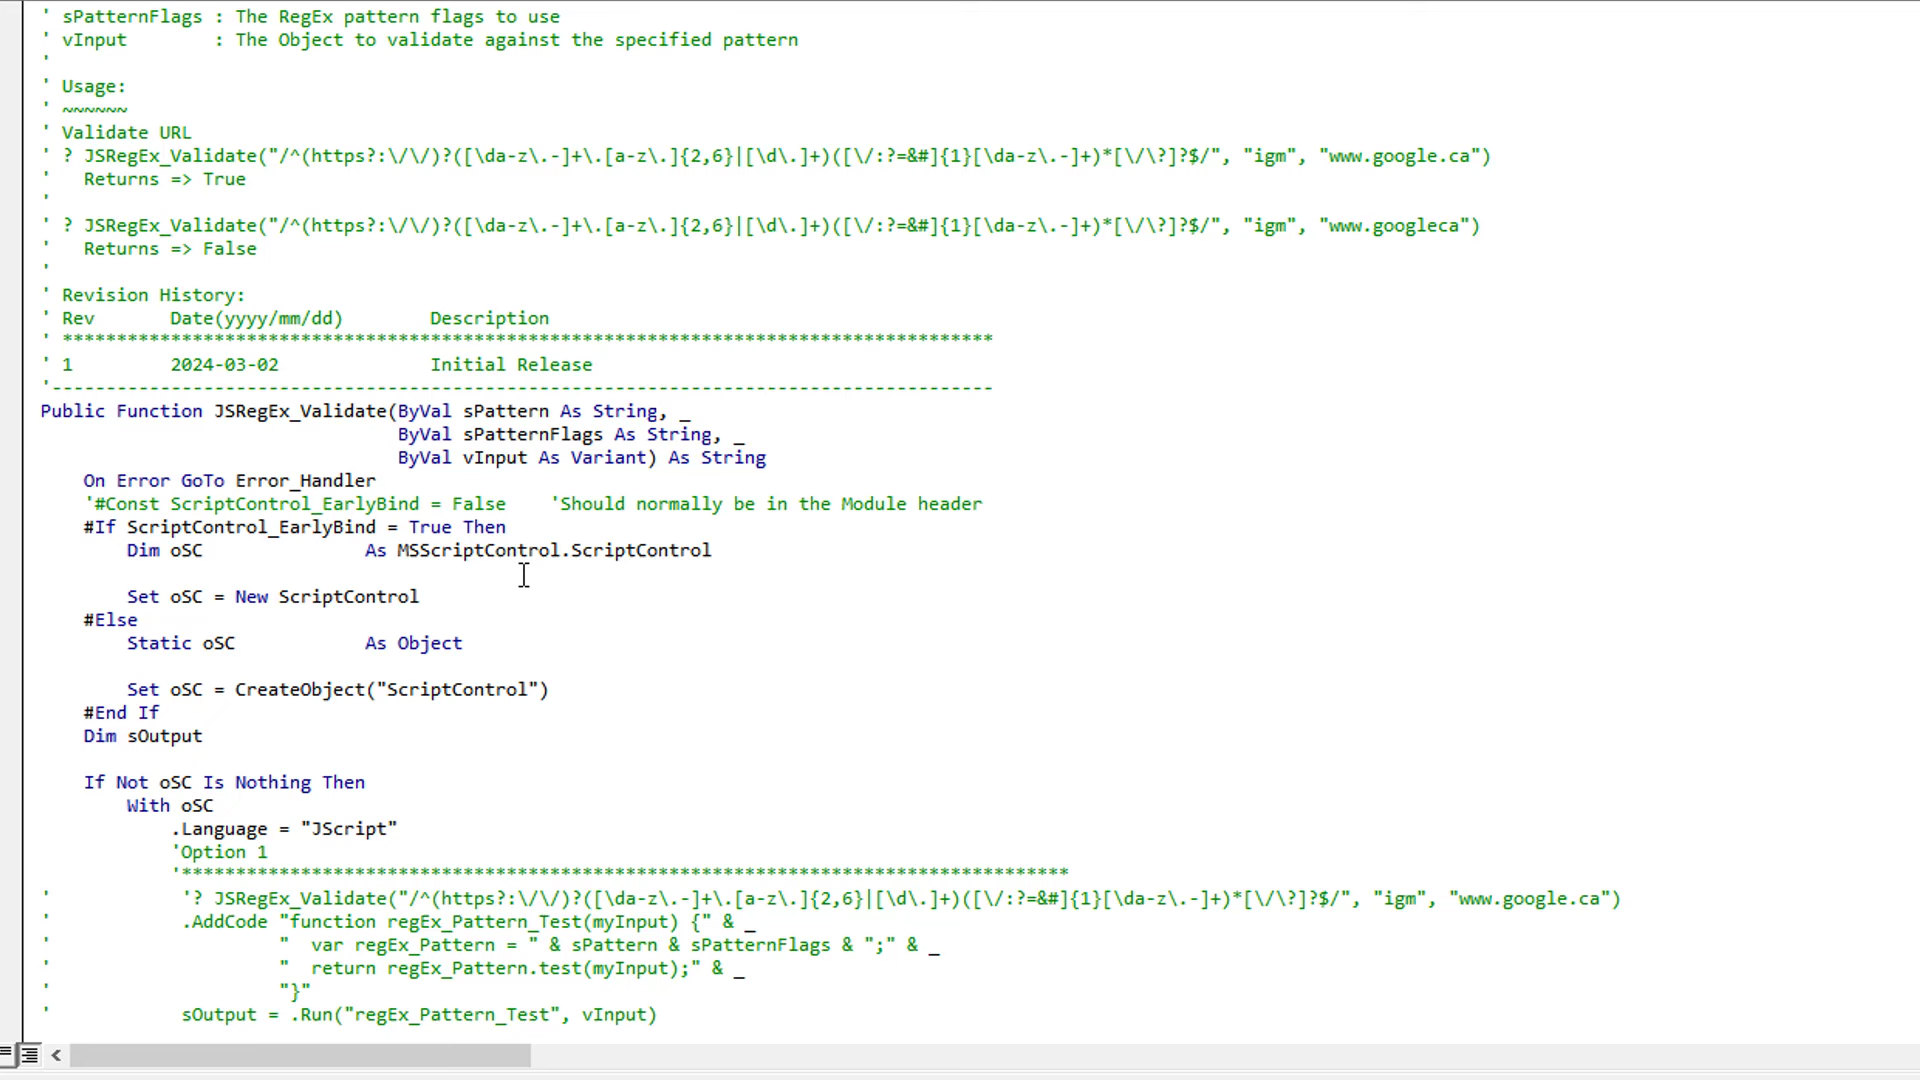 ' sPatternFlags : The RegEx pattern flags to use
' vInput        : The Object to validate against the specified pattern
'
' Usage:
' ~~~~~~
' Validate URL
' ? JSRegEx_Validate("/^(https?:\/\/)?([\da-z\.-]+\.[a-z\.]{2,6}|[\d\.]+)([\/:?=&#]{1}[\da-z\.-]+)*[\/\?]?$/", "igm", "www.google.ca")
'   Returns => True
'
' ? JSRegEx_Validate("/^(https?:\/\/)?([\da-z\.-]+\.[a-z\.]{2,6}|[\d\.]+)([\/:?=&#]{1}[\da-z\.-]+)*[\/\?]?$/", "igm", "www.googleca")
'   Returns => False
'
' Revision History:
' Rev       Date(yyyy/mm/dd)        Description
' **************************************************************************************
' 1         2024-03-02              Initial Release
'---------------------------------------------------------------------------------------
Public Function JSRegEx_Validate(ByVal sPattern As String, _
                                 ByVal sPatternFlags As String, _
                                 ByVal vInput As Variant) As String
    On Error GoTo Error_Handler
    '#Const ScriptControl_EarlyBind = False    'Should normally be in the Module header
    #If ScriptControl_EarlyBind = True Then
        Dim oSC               As MSScriptControl.ScriptControl
        Set oSC = New ScriptControl
    #Else
        Static oSC            As Object
        Set oSC = CreateObject("ScriptControl")
    #End If
    Dim sOutput
    If Not oSC Is Nothing Then
        With oSC
            .Language = "JScript"
            'Option 1
            '**********************************************************************************
'            '? JSRegEx_Validate("/^(https?:\/\/)?([\da-z\.-]+\.[a-z\.]{2,6}|[\d\.]+)([\/:?=&#]{1}[\da-z\.-]+)*[\/\?]?$/", "igm", "www.google.ca")
'            .AddCode "function regEx_Pattern_Test(myInput) {" & _
'                     "  var regEx_Pattern = " & sPattern & sPatternFlags & ";" & _
'                     "  return regEx_Pattern.test(myInput);" & _
'                     "}"
'            sOutput = .Run("regEx_Pattern_Test", vInput)